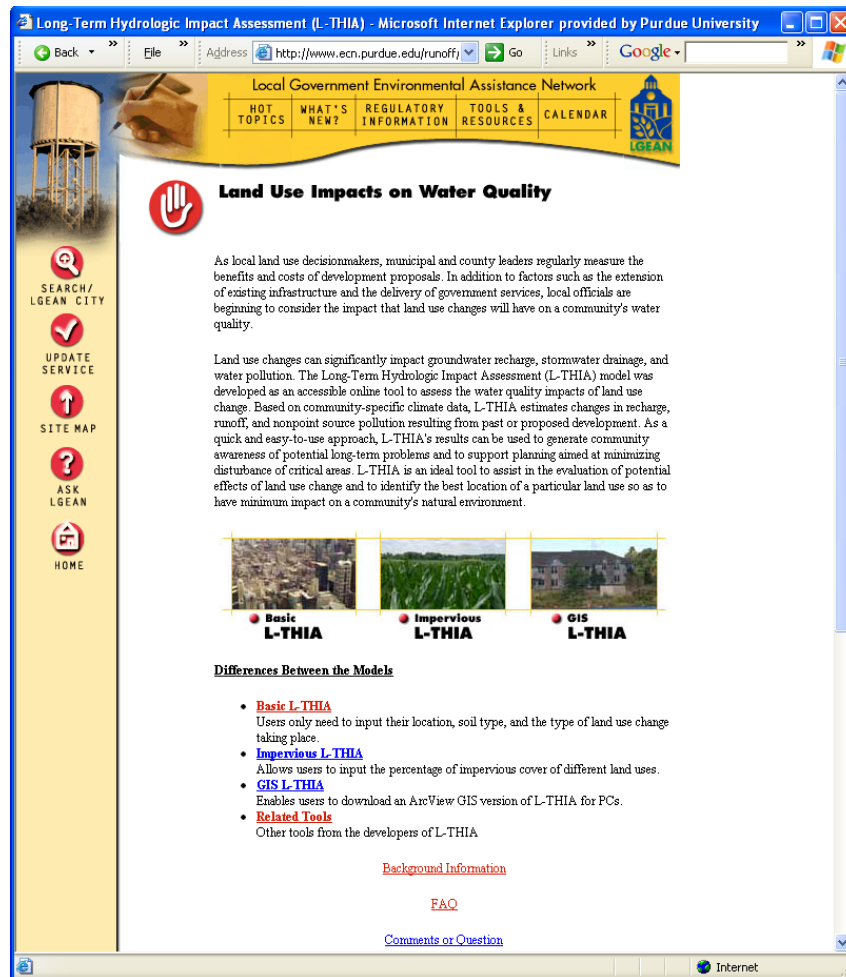 Long-Term Hydrologic Impact Assessment (L-THIA) - Microsoft Internet Explorer provided by Purdue University
Back » File » Address http://www.ecn.purdue.edu/runoff/ Go Links » Google »
Local Government Environmental Assistance Network
HOT TOPICS WHAT'S NEW? REGULATORY INFORMATION TOOLS & RESOURCES CALENDAR
LGEAN
Land Use Impacts on Water Quality
SEARCH/
LGEAN CITY
UPDATE
SERVICE
SITE MAP
ASK
LGEAN
HOME
As local land use decisionmakers, municipal and county leaders regularly measure the
benefits and costs of development proposals. In addition to factors such as the extension
of existing infrastructure and the delivery of government services, local officials are
beginning to consider the impact that land use changes will have on a community's water
quality.
Land use changes can significantly impact groundwater recharge, stormwater drainage, and
water pollution. The Long-Term Hydrologic Impact Assessment (L-THIA) model was
developed as an accessible online tool to assess the water quality impacts of land use
change. Based on community-specific climate data, L-THIA estimates changes in recharge,
runoff, and nonpoint source pollution resulting from past or proposed development. As a
quick and easy-to-use approach, L-THIA's results can be used to generate community
awareness of potential long-term problems and to support planning aimed at minimizing
disturbance of critical areas. L-THIA is an ideal tool to assist in the evaluation of potential
effects of land use change and to identify the best location of a particular land use so as to
have minimum impact on a community's natural environment.
Basic
L-THIA
Impervious
L-THIA
GIS
L-THIA
Differences Between the Models
• Basic L-THIA
Users only need to input their location, soil type, and the type of land use change
taking place.
• Impervious L-THIA
Allows users to input the percentage of impervious cover of different land uses.
• GIS L-THIA
Enables users to download an ArcView GIS version of L-THIA for PCs.
• Related Tools
Other tools from the developers of L-THIA
Background Information
FAQ
Comments or Question
Internet